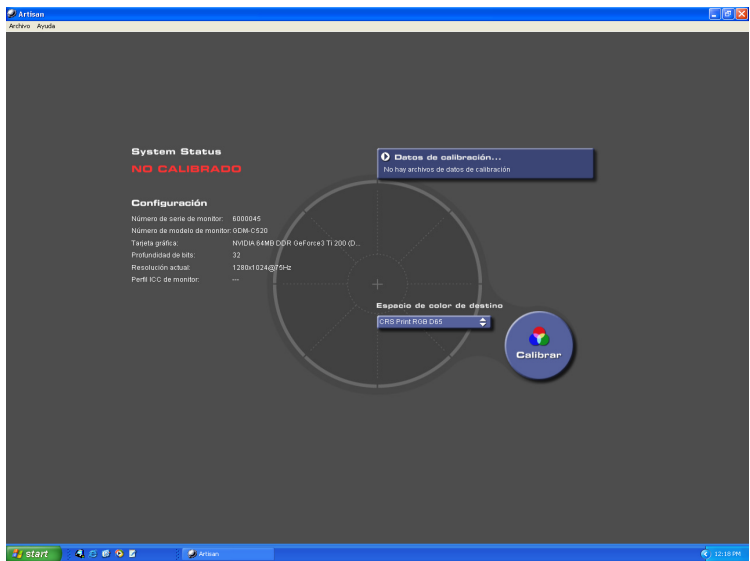 Artisan
Archivo Ayuda
System Status
NO CALIBRADO
Datos de calibración...
No hay archivos de datos de calibración
Configuración
Número de serie de monitor: 6000045
Número de modelo de monitor: GDM-C520
Tarjeta gráfica: NVIDIA 64MB DDR GeForce3 Ti 200 (D...
Profundidad de bits: 32
Resolución actual: 1280x1024@75Hz
Perfil ICC de monitor: ---
Espacio de color de destino
CRS Print RGB D65
Calibrar
start
Artisan
12:18 PM